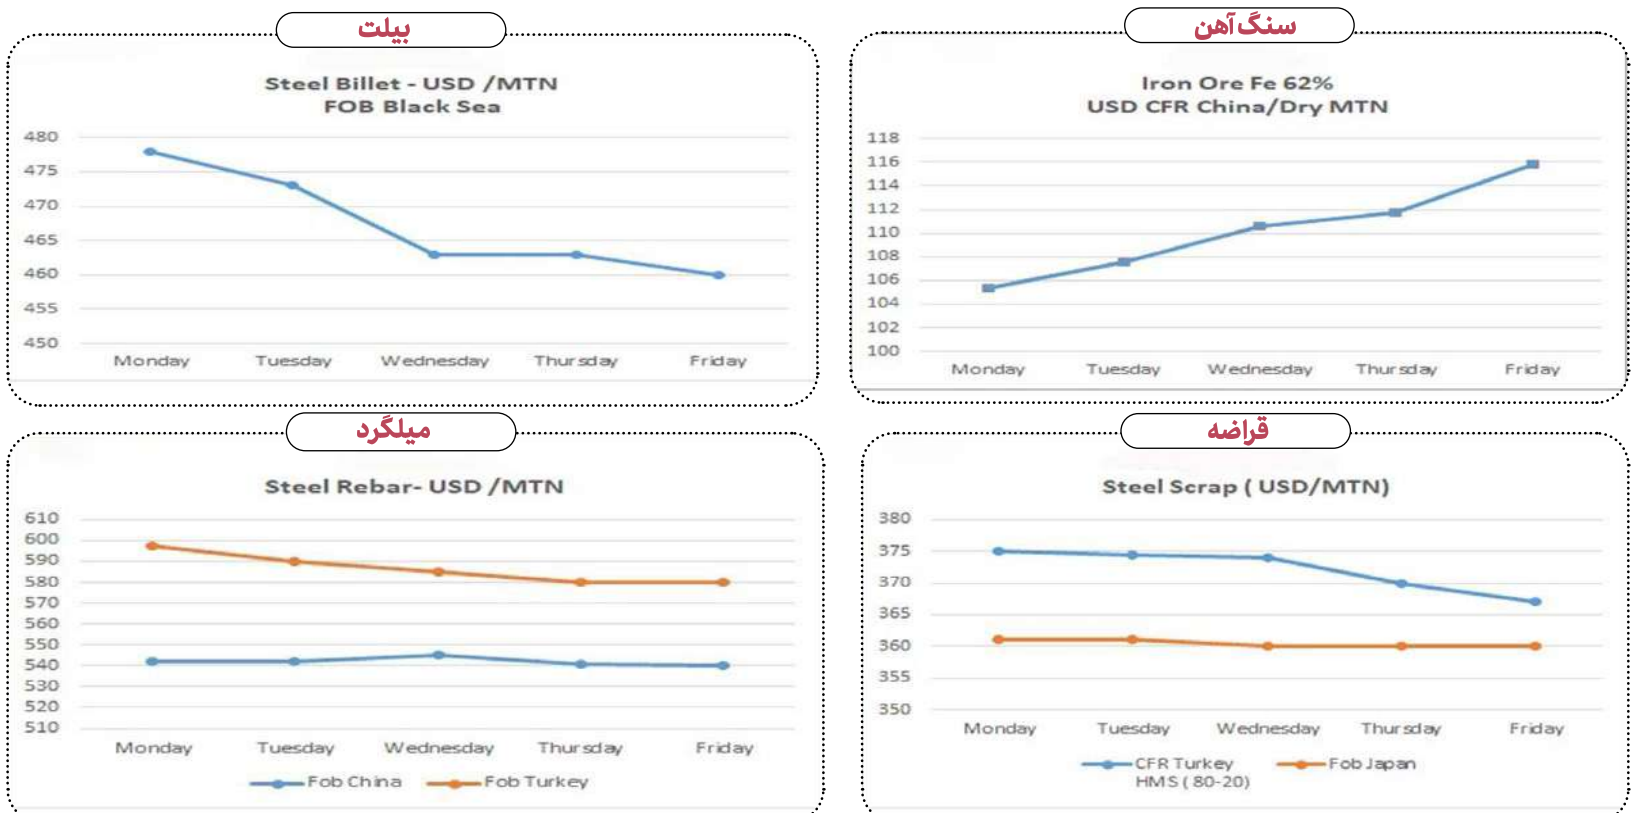 بیلت
Steel Billet - USD /MTN
FOB Black Sea
480
475
470
465
460
455
450
Monday Tuesday Wednesday Thursday Friday
سنگ‌آهن
Iron Ore Fe 62%
USD CFR China/Dry MTN
118
116
114
112
110
108
106
104
102
100
Monday Tuesday Wednesday Thursday Friday
میلگرد
Steel Rebar- USD /MTN
610
600
590
580
570
560
550
540
530
520
510
Monday Tuesday Wednesday Thursday Friday
Fob China Fob Turkey
قراضه
Steel Scrap ( USD/MTN)
380
375
370
365
360
355
350
Monday Tuesday Wednesday Thursday Friday
CFR Turkey Fob Japan
HMS ( 80-20)